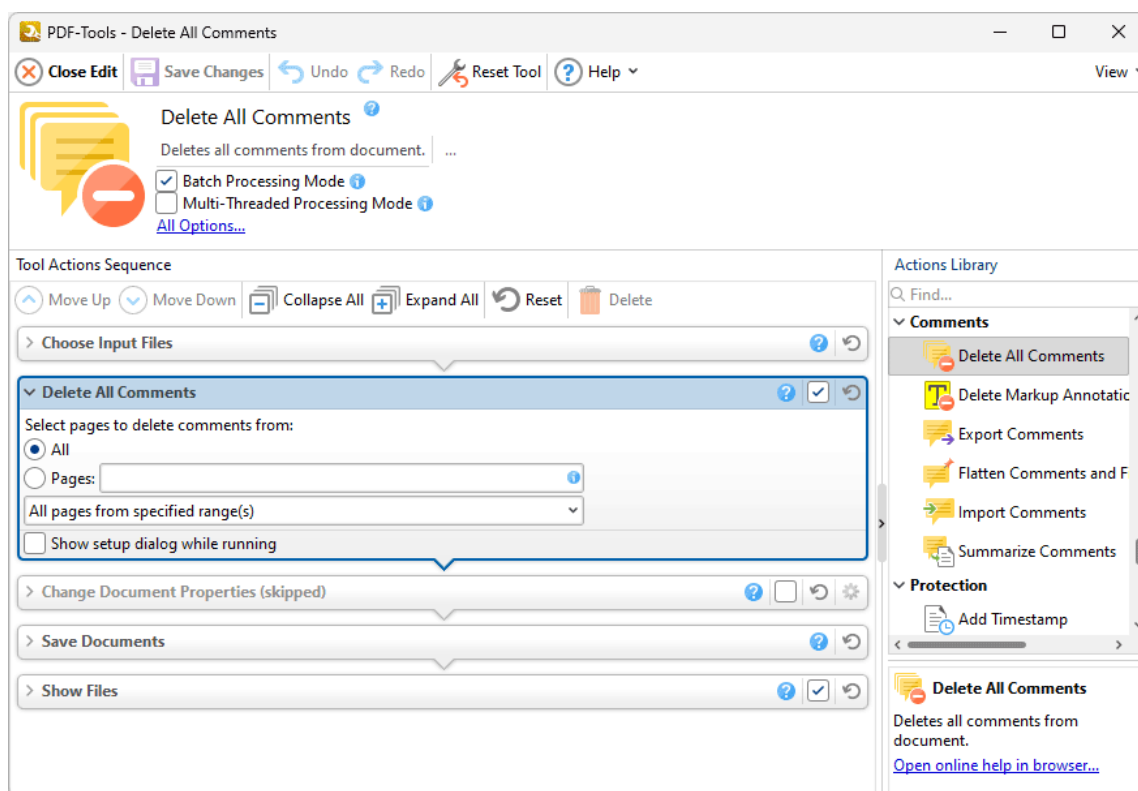 PDF-Tools - Delete All Comments
Close Edit Save Changes Undo Redo Reset Tool ? Help View
Delete All Comments ?
Deletes all comments from document. ...
Batch Processing Mode
Multi-Threaded Processing Mode
All Options...
Tool Actions Sequence
Move Up Move Down Collapse All Expand All Reset Delete
Choose Input Files ?
Delete All Comments ?
Select pages to delete comments from:
All
Pages:
All pages from specified range(s)
Show setup dialog while running
Change Document Properties (skipped) ?
Save Documents ?
Show Files ?
Actions Library
Find...
Comments
Delete All Comments
T Delete Markup Annotatic
Export Comments
Flatten Comments and F
Import Comments
Summarize Comments
Protection
Add Timestamp
Delete All Comments
Deletes all comments from
document.
Open online help in browser...